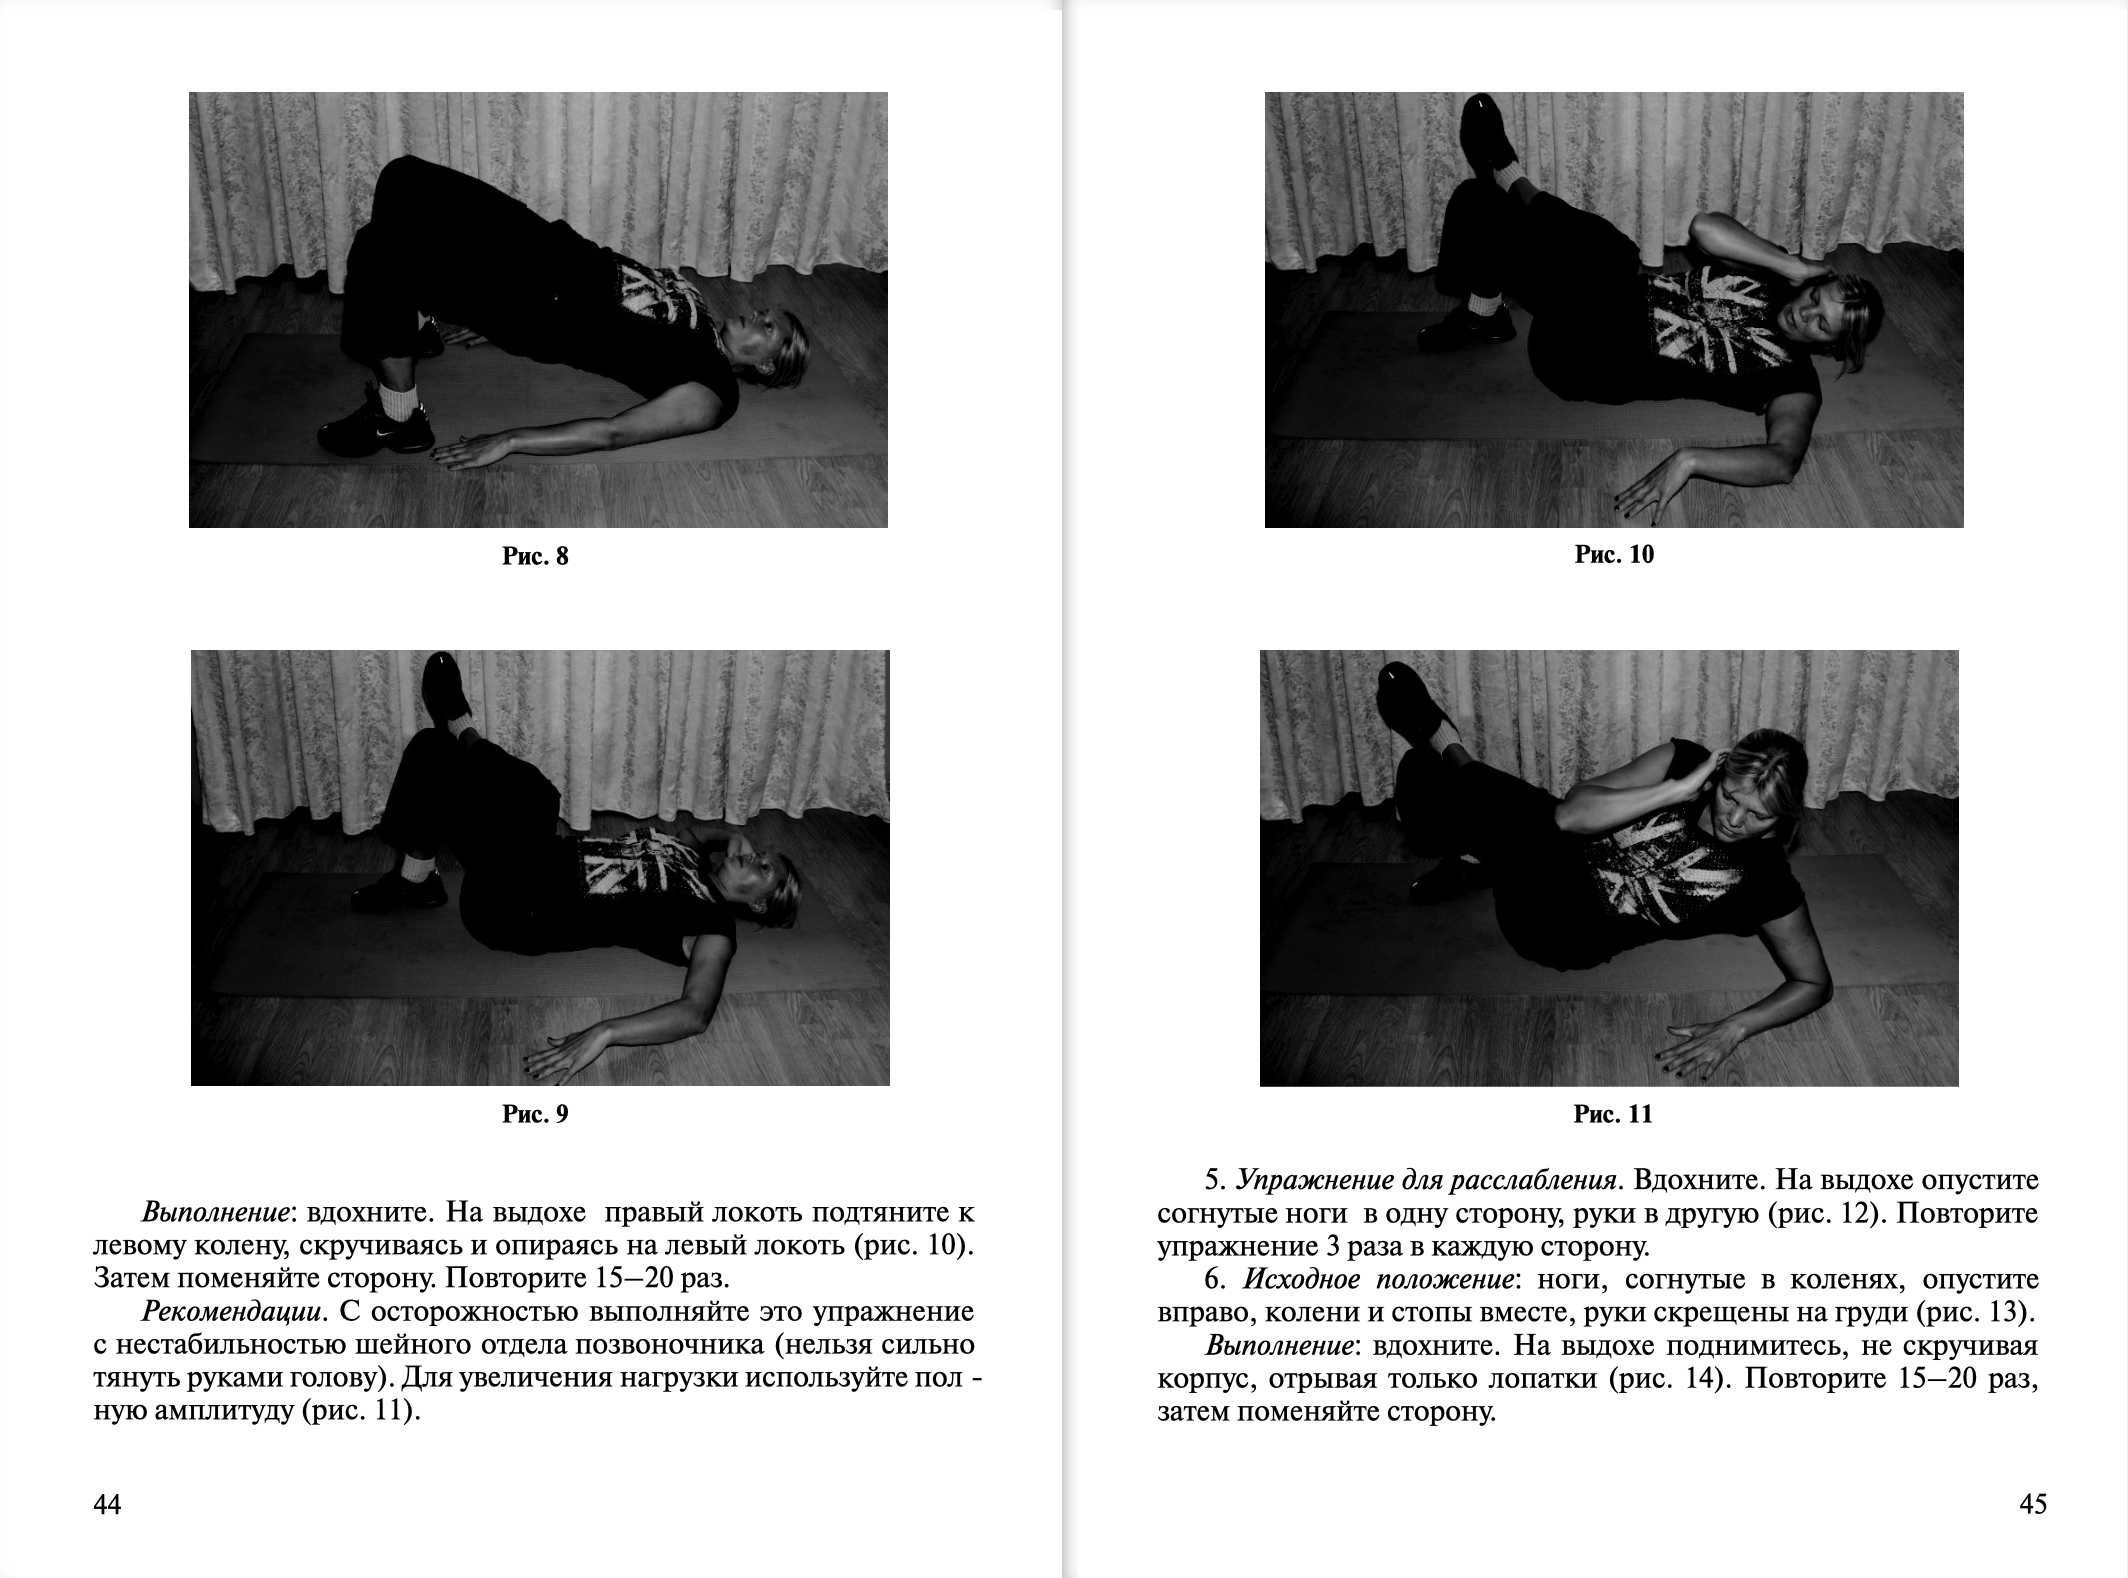 Рис. 8
Рис. 9
Выполнение: вдохните. На выдохе  правый локоть подтяните к
левому колену, скручиваясь и опираясь на левый локоть (рис. 10).
Затем поменяйте сторону. Повторите 15–20 раз.
Рекомендации. С осторожностью выполняйте это упражнение
с нестабильностью шейного отдела позвоночника (нельзя сильно
тянуть руками голову). Для увеличения нагрузки используйте пол -
ную амплитуду (рис. 11).
44
Рис. 10
Рис. 11
5. Упражнение для расслабления. Вдохните. На выдохе опустите
согнутые ноги  в одну сторону, руки в другую (рис. 12). Повторите
упражнение 3 раза в каждую сторону.
6. Исходное положение: ноги, согнутые в коленях, опустите
вправо, колени и стопы вместе, руки скрещены на груди (рис. 13).
Выполнение: вдохните. На выдохе поднимитесь, не скручивая
корпус, отрывая только лопатки (рис. 14). Повторите 15–20 раз,
затем поменяйте сторону.
45